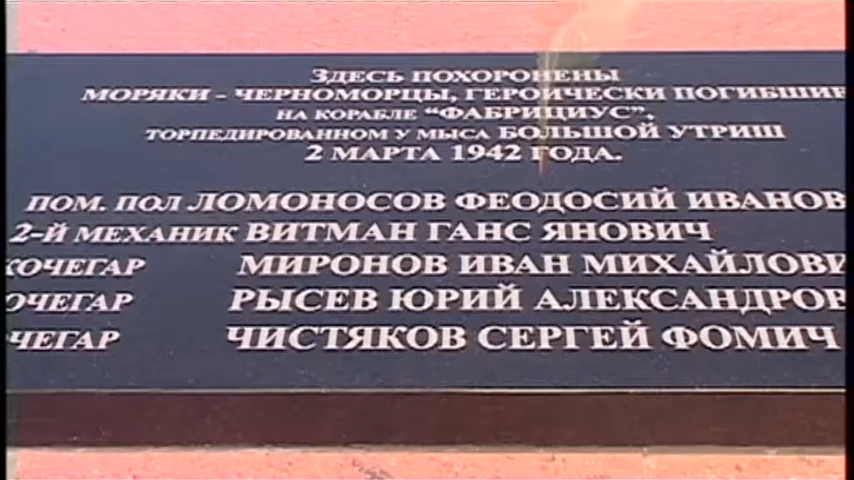 ЗДЕСЬ ПОХОРОНЕНЫ
МОРЯКИ - ЧЕРНОМОРЦЫ, ГЕРОИЧЕСКИ ПОГИБШИЕ
НА КОРАБЛЕ "ФАБРИЦИУС",
ТОРПЕДИРОВАННОМ У МЫСА БОЛЬШОЙ УТРИШ
2 МАРТА 1942 ГОДА.
ПОМ. ПОЛ ЛОМОНОСОВ ФЕОДОСИЙ ИВАНОВ
2-Й МЕХАНИК ВИТМАН ГАНС ЯНОВИЧ
КОЧЕГАР МИРОНОВ ИВАН МИХАЙЛОВИ
ОЧЕГАР РЫСЕВ ЮРИЙ АЛЕКСАНДРОВ
ЧЕГАР ЧИСТЯКОВ СЕРГЕЙ ФОМИЧ